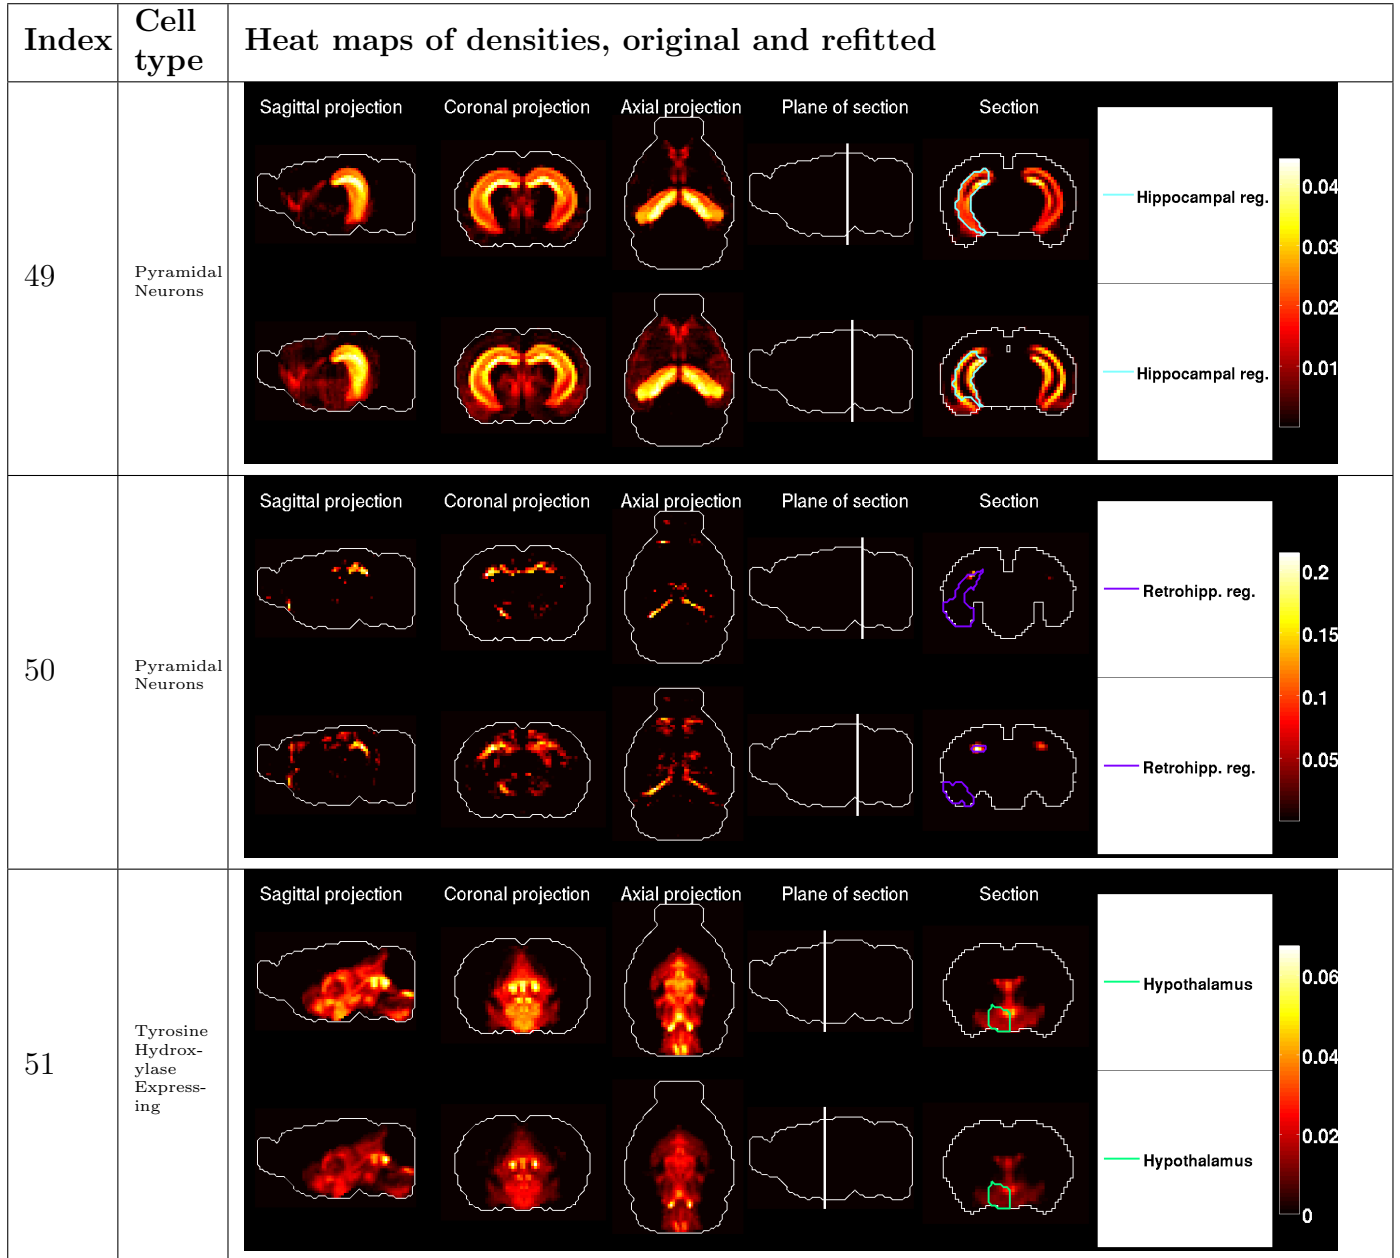 Index
Cell
type
Heat maps of densities, original and refitted
49
Pyramidal
Neurons
Sagittal projection
Coronal projection
Axial projection
Plane of section
Section
Hippocampal reg.
Hippocampal reg.
0.04
0.03
0.02
0.01
50
Pyramidal
Neurons
Sagittal projection
Coronal projection
Axial projection
Plane of section
Section
Retrohipp. reg.
Retrohipp. reg.
0.2
0.15
0.1
0.05
51
Tyrosine
Hydrox-
ylase
Express-
ing
Sagittal projection
Coronal projection
Axial projection
Plane of section
Section
Hypothalamus
Hypothalamus
0.06
0.04
0.02
0